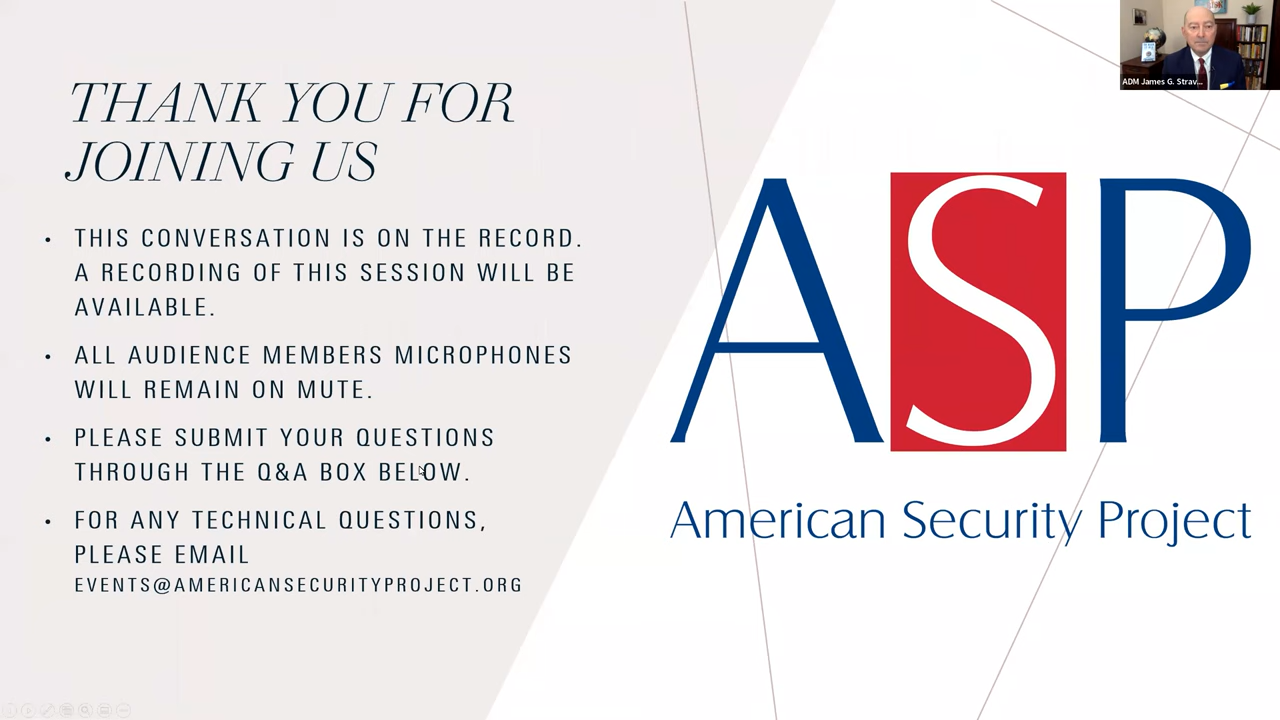 THANK YOU FOR
JOINING US
• THIS CONVERSATION IS ON THE RECORD.
A RECORDING OF THIS SESSION WILL BE
AVAILABLE.
• ALL AUDIENCE MEMBERS MICROPHONES
WILL REMAIN ON MUTE.
• PLEASE SUBMIT YOUR QUESTIONS
THROUGH THE Q&A BOX BELOW.
• FOR ANY TECHNICAL QUESTIONS,
PLEASE EMAIL
EVENTS@AMERICANSECURITYPROJECT.ORG
ASP
American Security Project
ADM James G. Strav...